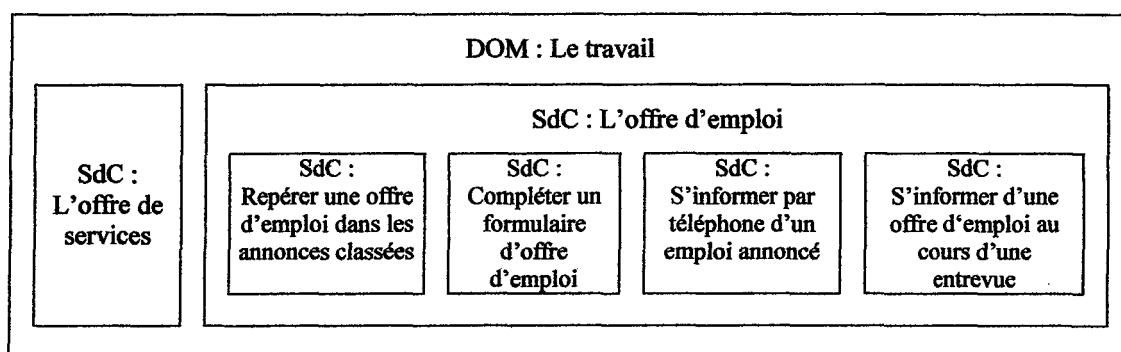 DOM : Le travail
SdC :
L'offre de
services
SdC : L'offre d'emploi
SdC :
Repérer une offre
d'emploi dans les
annonces classées
SdC :
Compléter un
formulaire
d'offre
d'emploi
SdC :
S'informer par
téléphone d'un
emploi annoncé
SdC :
S'informer d'une
offre d'emploi au
cours d'une
entrevue